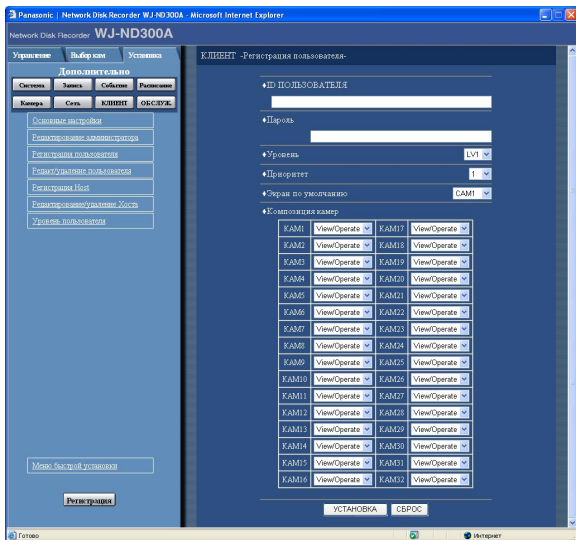 Panasonic | Network Disk Recorder WJ-ND300A - Microsoft Internet Explorer
Network Disk Recorder WJ-ND300A
Управление Выбор кам Установка
Дополнительно
Система Запись Событие Расписание
Камера Сеть КЛИЕНТ ОБСЛУЖ.
Основные настройки
Редактирование администратора
Регистрация пользователя
Редакт/удаление пользователя
Регистрация Host
Редактирование/удаление Хоста
Уровень пользователя
Меню быстрой установки
Регистрация
КЛИЕНТ -Регистрация пользователя-
♦ID ПОЛЬЗОВАТЕЛЯ
♦Пароль
♦Уровень LV1
♦Приоритет 1
♦Экран по умолчанию CAM1
♦Композиция камер
КАМ1 View/Operate КАМ17 View/Operate
КАМ2 View/Operate КАМ18 View/Operate
КАМ3 View/Operate КАМ19 View/Operate
КАМ4 View/Operate КАМ20 View/Operate
КАМ5 View/Operate КАМ21 View/Operate
КАМ6 View/Operate КАМ22 View/Operate
КАМ7 View/Operate КАМ23 View/Operate
КАМ8 View/Operate КАМ24 View/Operate
КАМ9 View/Operate КАМ25 View/Operate
КАМ10 View/Operate КАМ26 View/Operate
КАМ11 View/Operate КАМ27 View/Operate
КАМ12 View/Operate КАМ28 View/Operate
КАМ13 View/Operate КАМ29 View/Operate
КАМ14 View/Operate КАМ30 View/Operate
КАМ15 View/Operate КАМ31 View/Operate
КАМ16 View/Operate КАМ32 View/Operate
УСТАНОВКА СБРОС
Готово Интернет